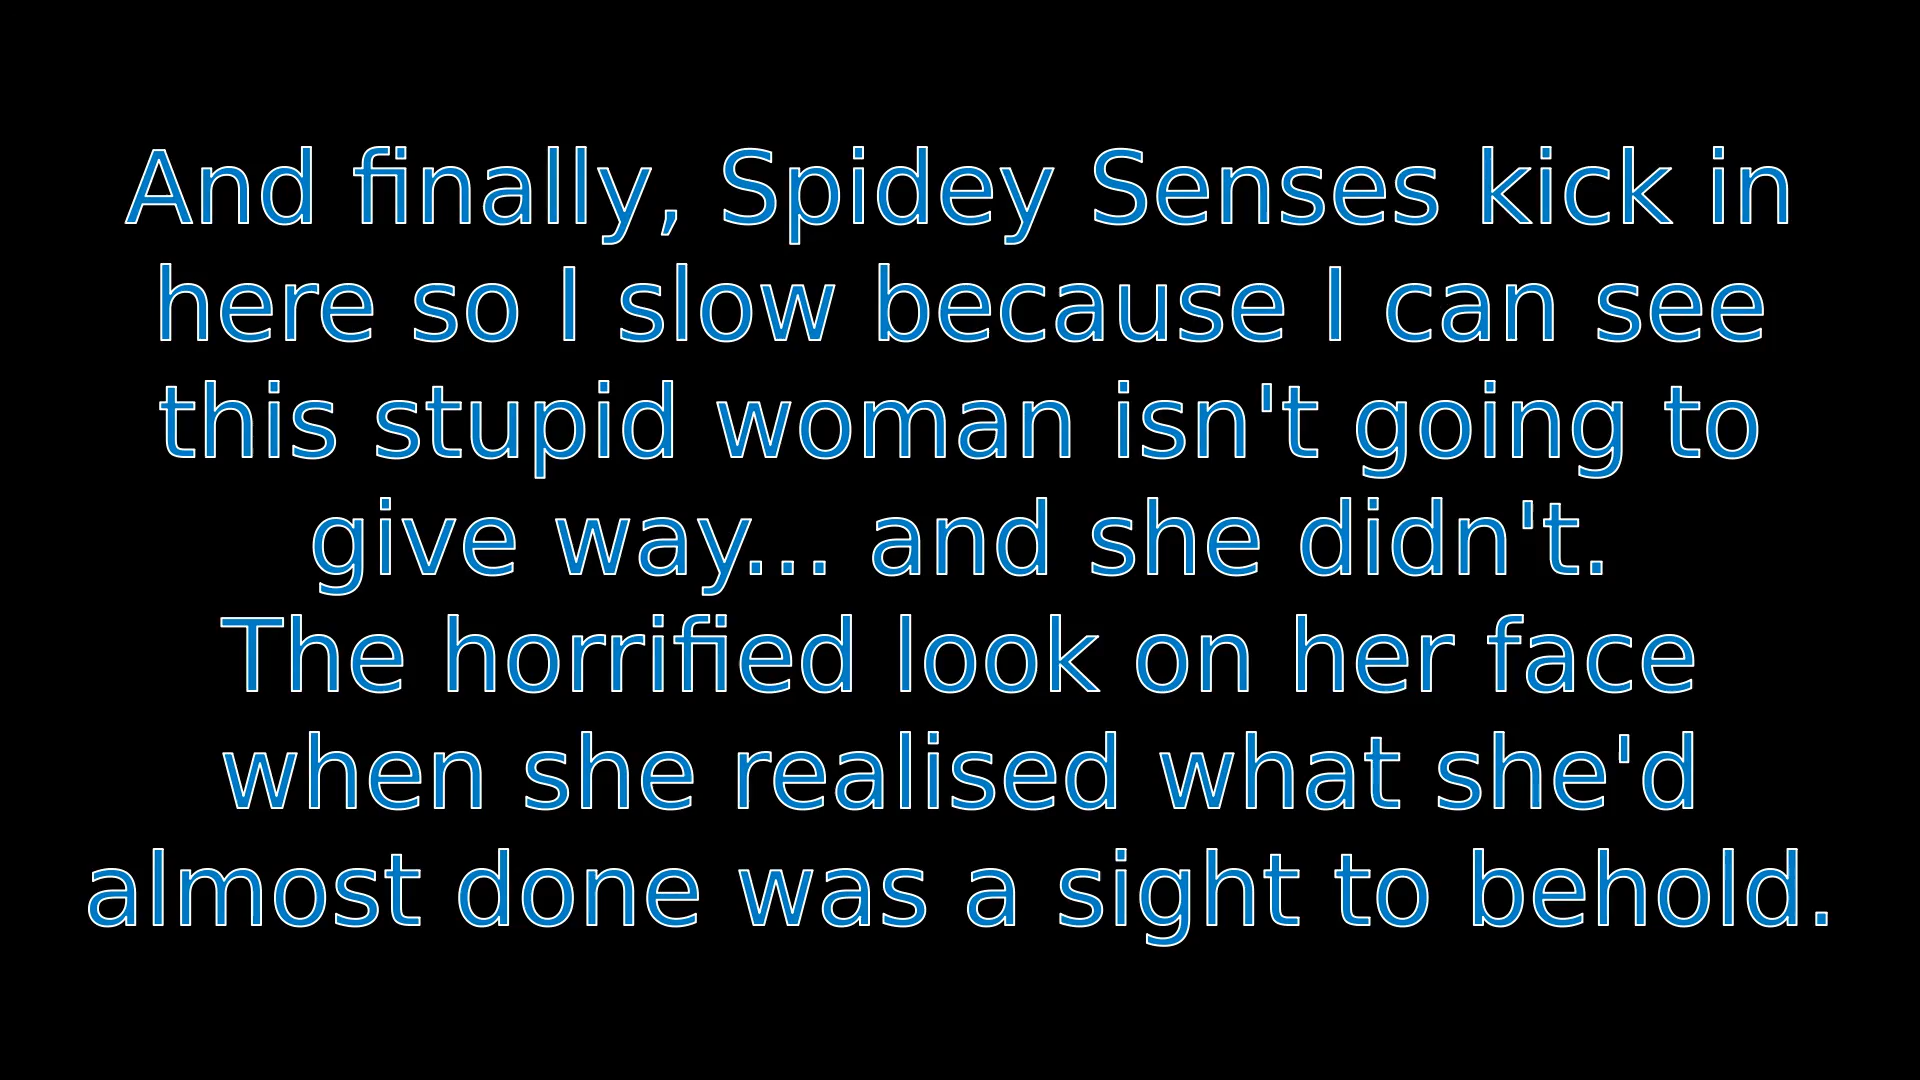 And finally, Spidey Senses kick in
here so I slow because I can see
this stupid woman isn't going to
give way... and she didn't.
The horrified look on her face
when she realised what she'd
almost done was a sight to behold.